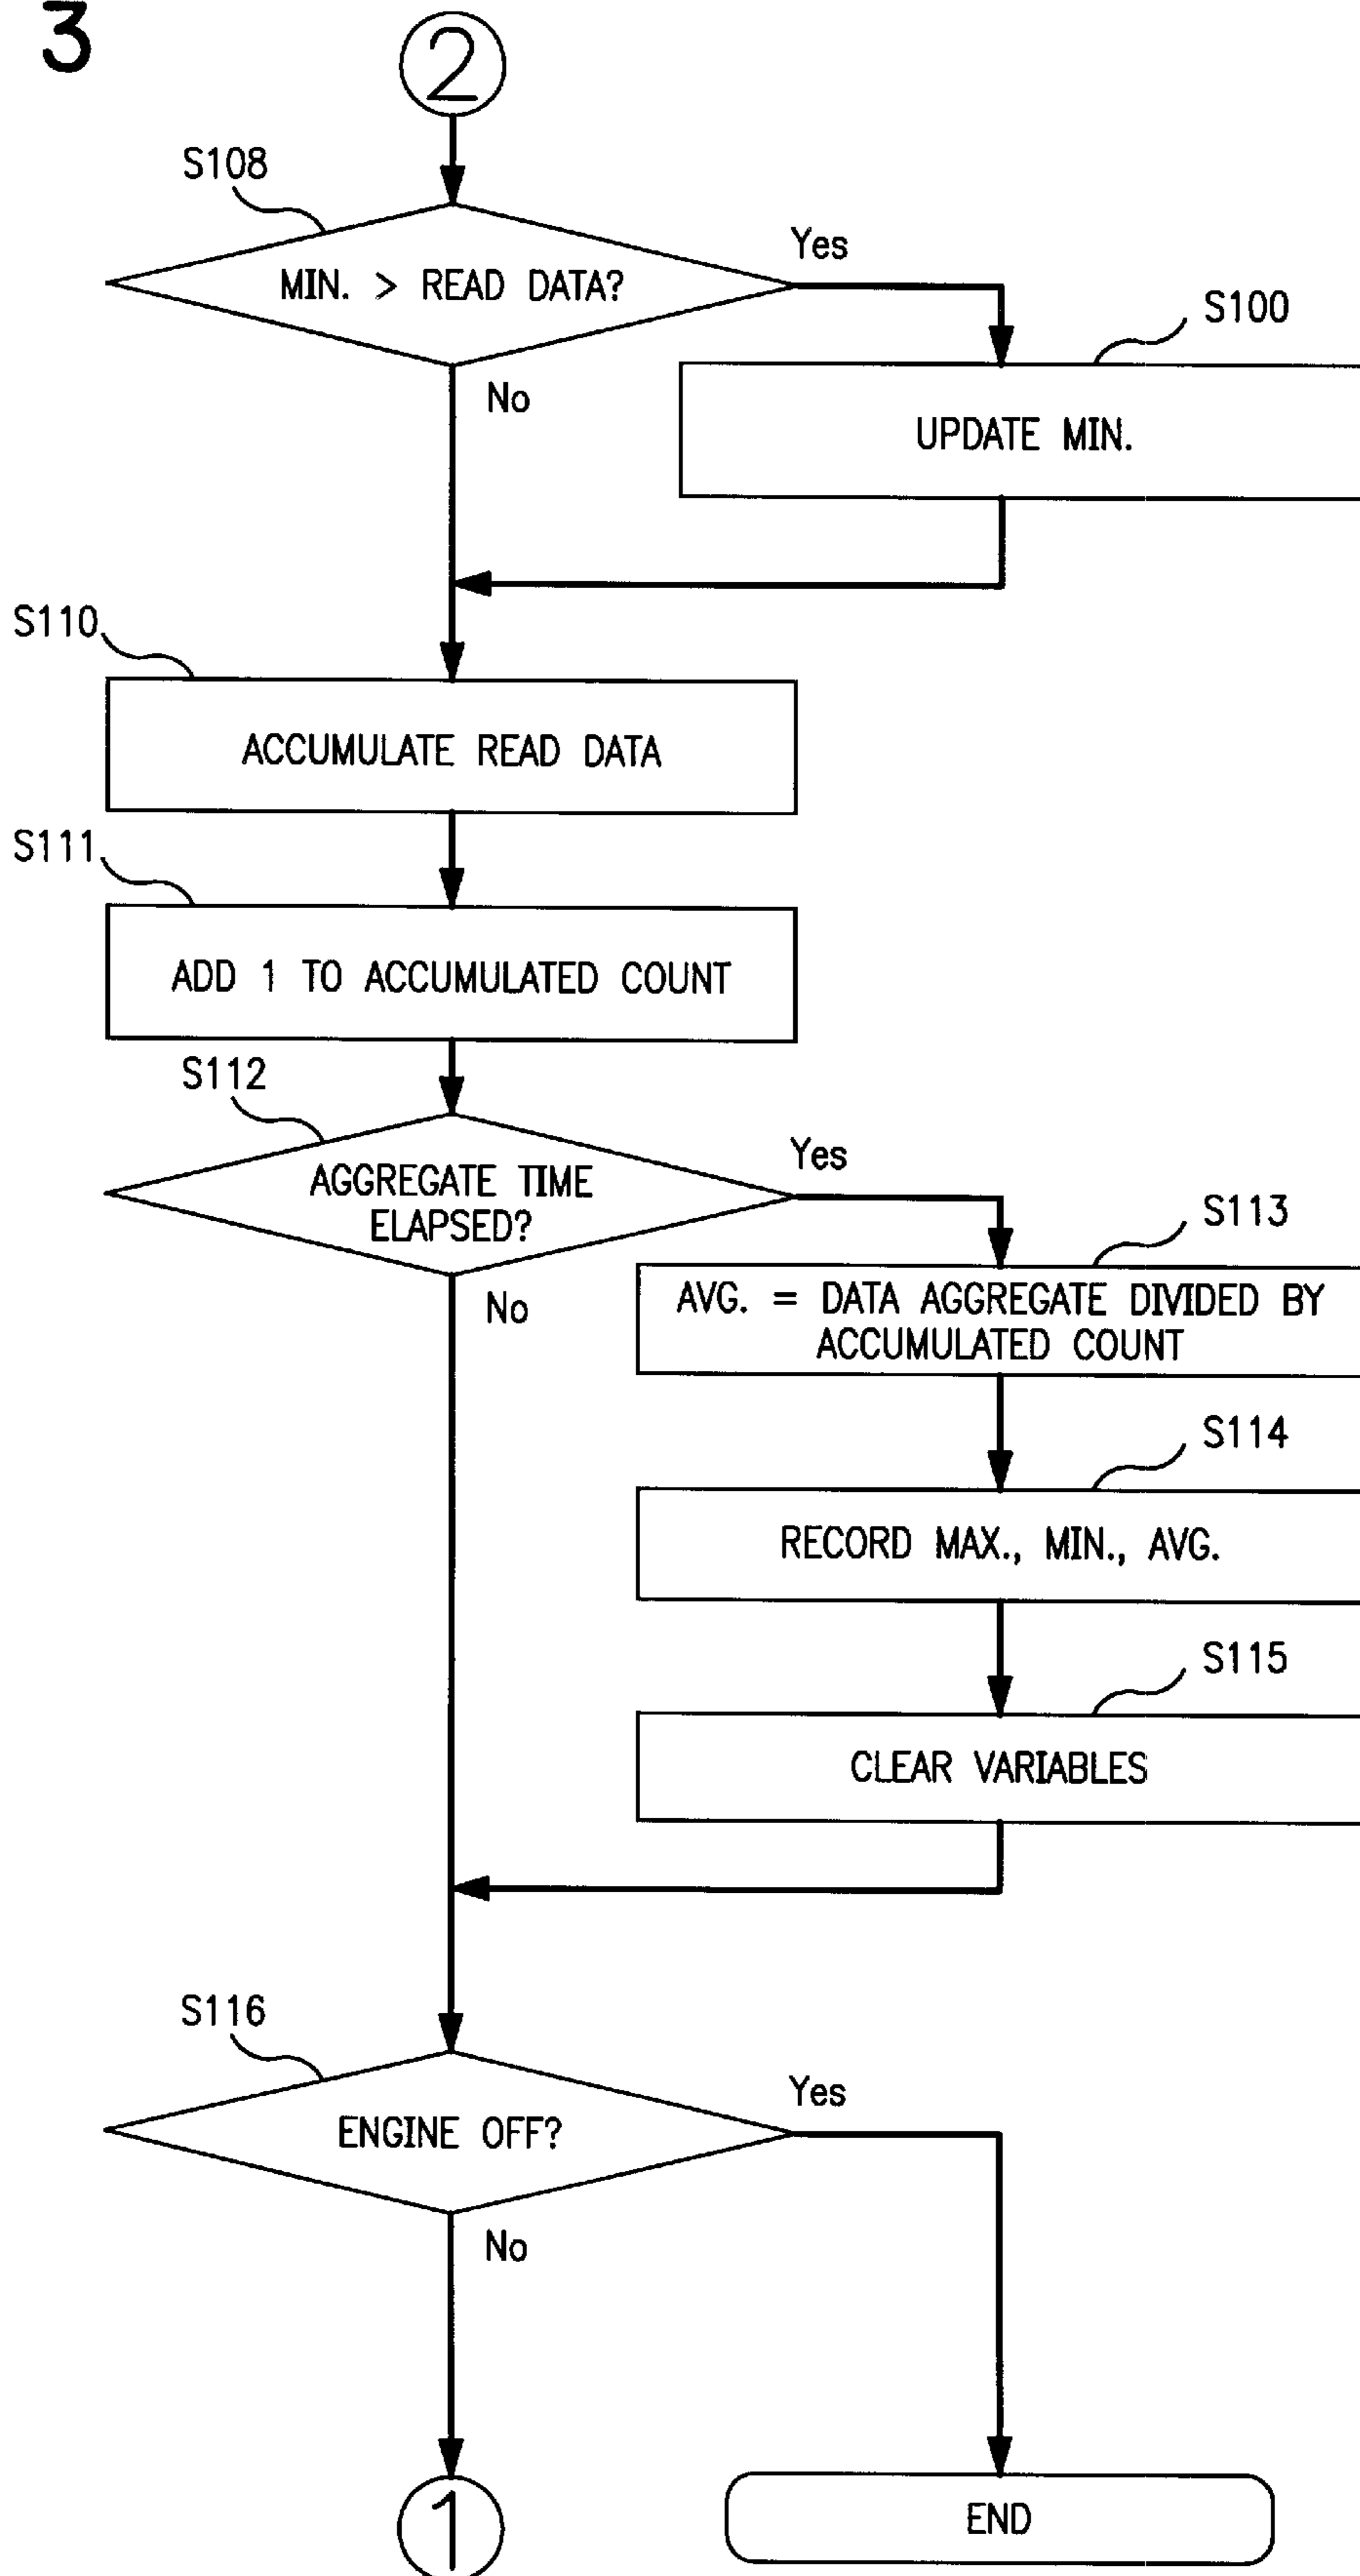 3
2
S108
MIN. > READ DATA?
Yes
S100
No
UPDATE MIN.
S110
ACCUMULATE READ DATA
S111
ADD 1 TO ACCUMULATED COUNT
S112
AGGREGATE TIME
ELAPSED?
Yes
S113
No
AVG. = DATA AGGREGATE DIVIDED BY
ACCUMULATED COUNT
S114
RECORD MAX., MIN., AVG.
S115
CLEAR VARIABLES
S116
ENGINE OFF?
Yes
No
1
END